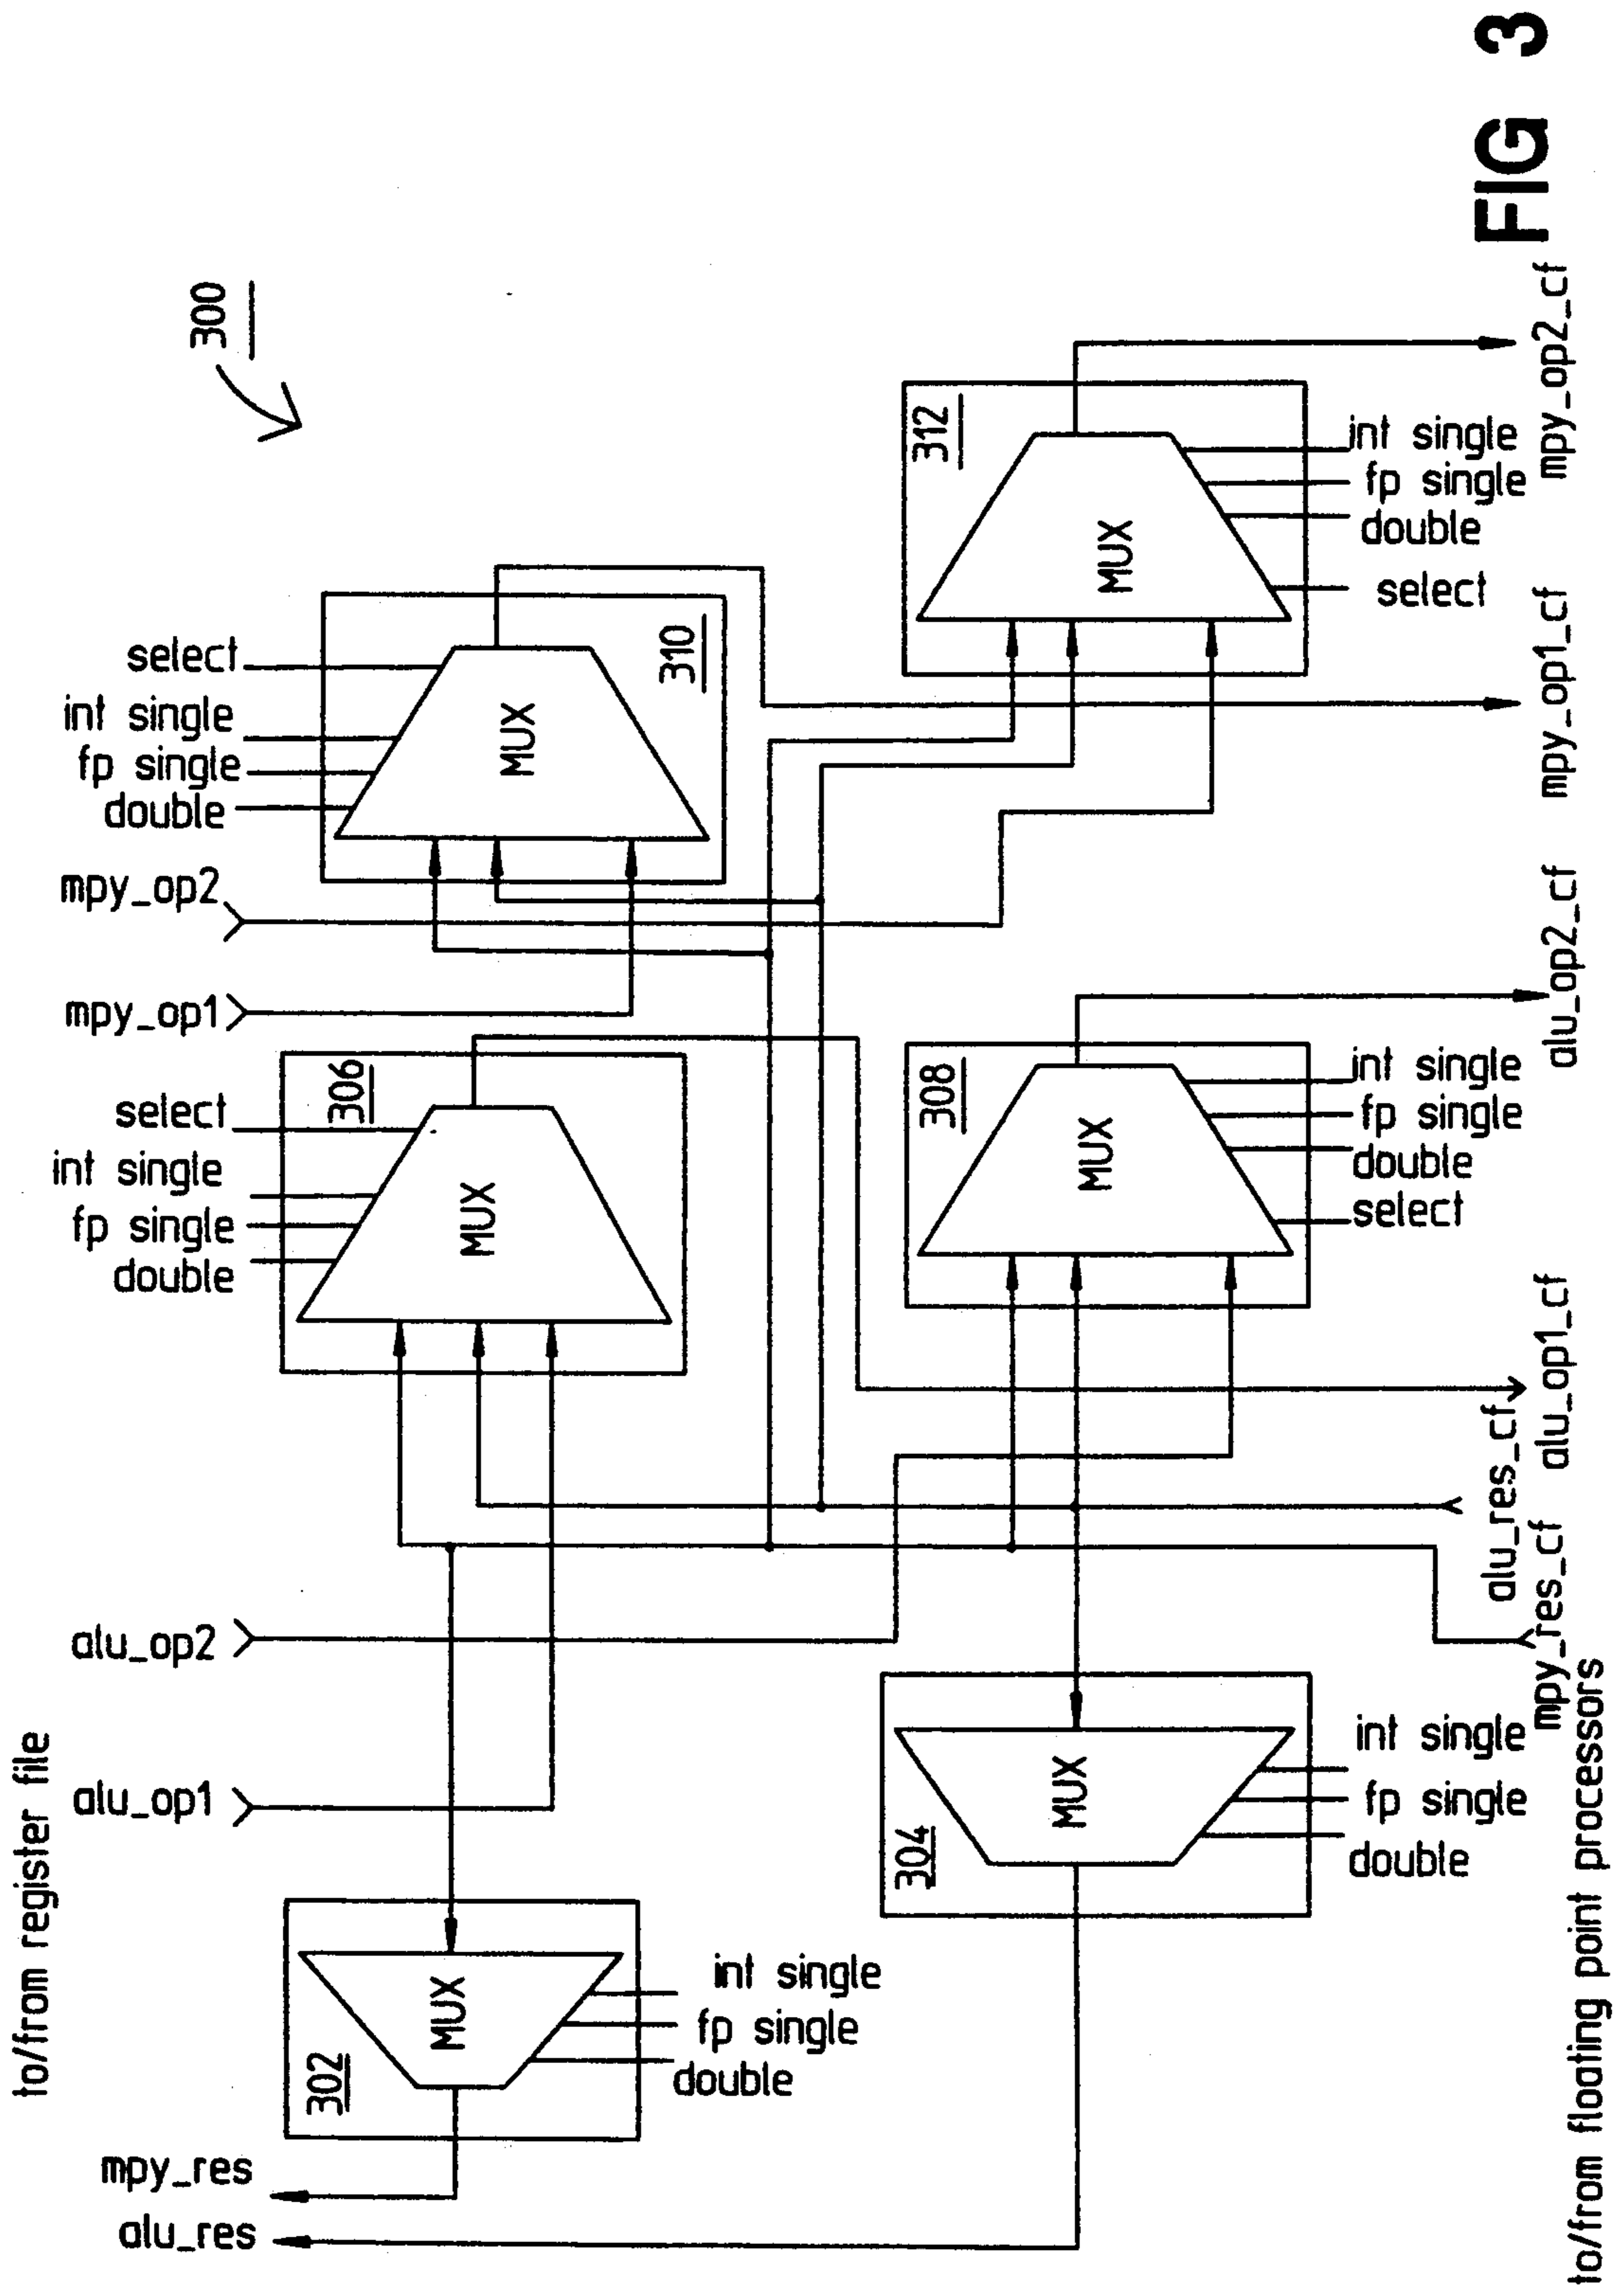 to/from register file
mpy_res
alu_res
alu_op1
alu_op2
mpy_op1
mpy_op2
302
MUX
int single
fp single
double
304
MUX
int single
fp single
double
306
MUX
select
int single
fp single
double
308
MUX
int single
fp single
double
select
310
MUX
select
int single
fp single
double
312
MUX
int single
fp single
double
select
300
mpy_res_cf
alu_res_cf
alu_op1_cf
alu_op2_cf
mpy_op1_cf
mpy_op2_cf
to/from floating point processors
FIG 3